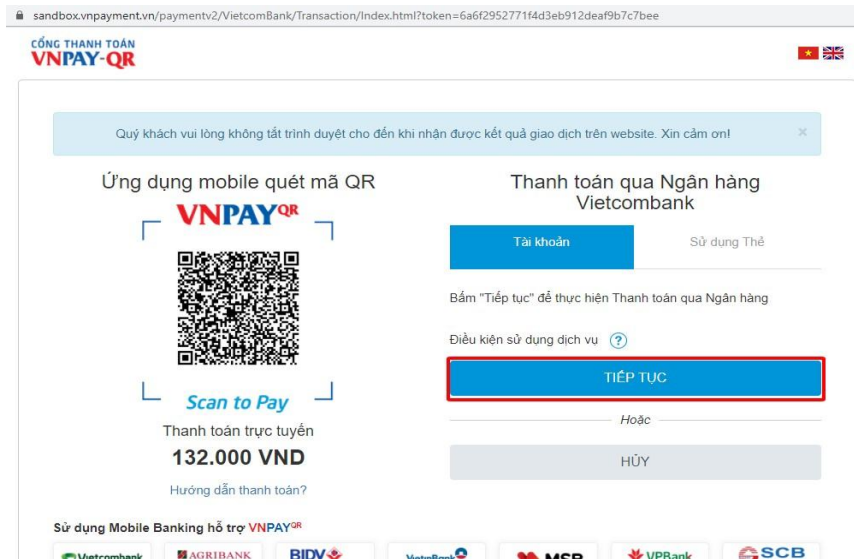 sandbox.vnpayment.vn/paymentv2/VietcomBank/Transaction/Index.html?token=6a6f2952771f4d3eb912deaf9b7c7bee
CỔNG THANH TOÁN
VNPAY-QR
Quý khách vui lòng không tắt trình duyệt cho đến khi nhận được kết quả giao dịch trên website. Xin cảm ơn! ×
Ứng dụng mobile quét mã QR
VNPAYQR
Scan to Pay
Thanh toán trực tuyến
132.000 VND
Hướng dẫn thanh toán?
Thanh toán qua Ngân hàng
Vietcombank
Tài khoản
Sử dụng Thẻ
Bấm "Tiếp tục" để thực hiện Thanh toán qua Ngân hàng
Điều kiện sử dụng dịch vụ ?
TIẾP TỤC
Hoặc
HỦY
Sử dụng Mobile Banking hỗ trợ VNPAYQR
Vietcombank
AGRIBANK
BIDV
VietinBank
MSB
VPBank
SCB